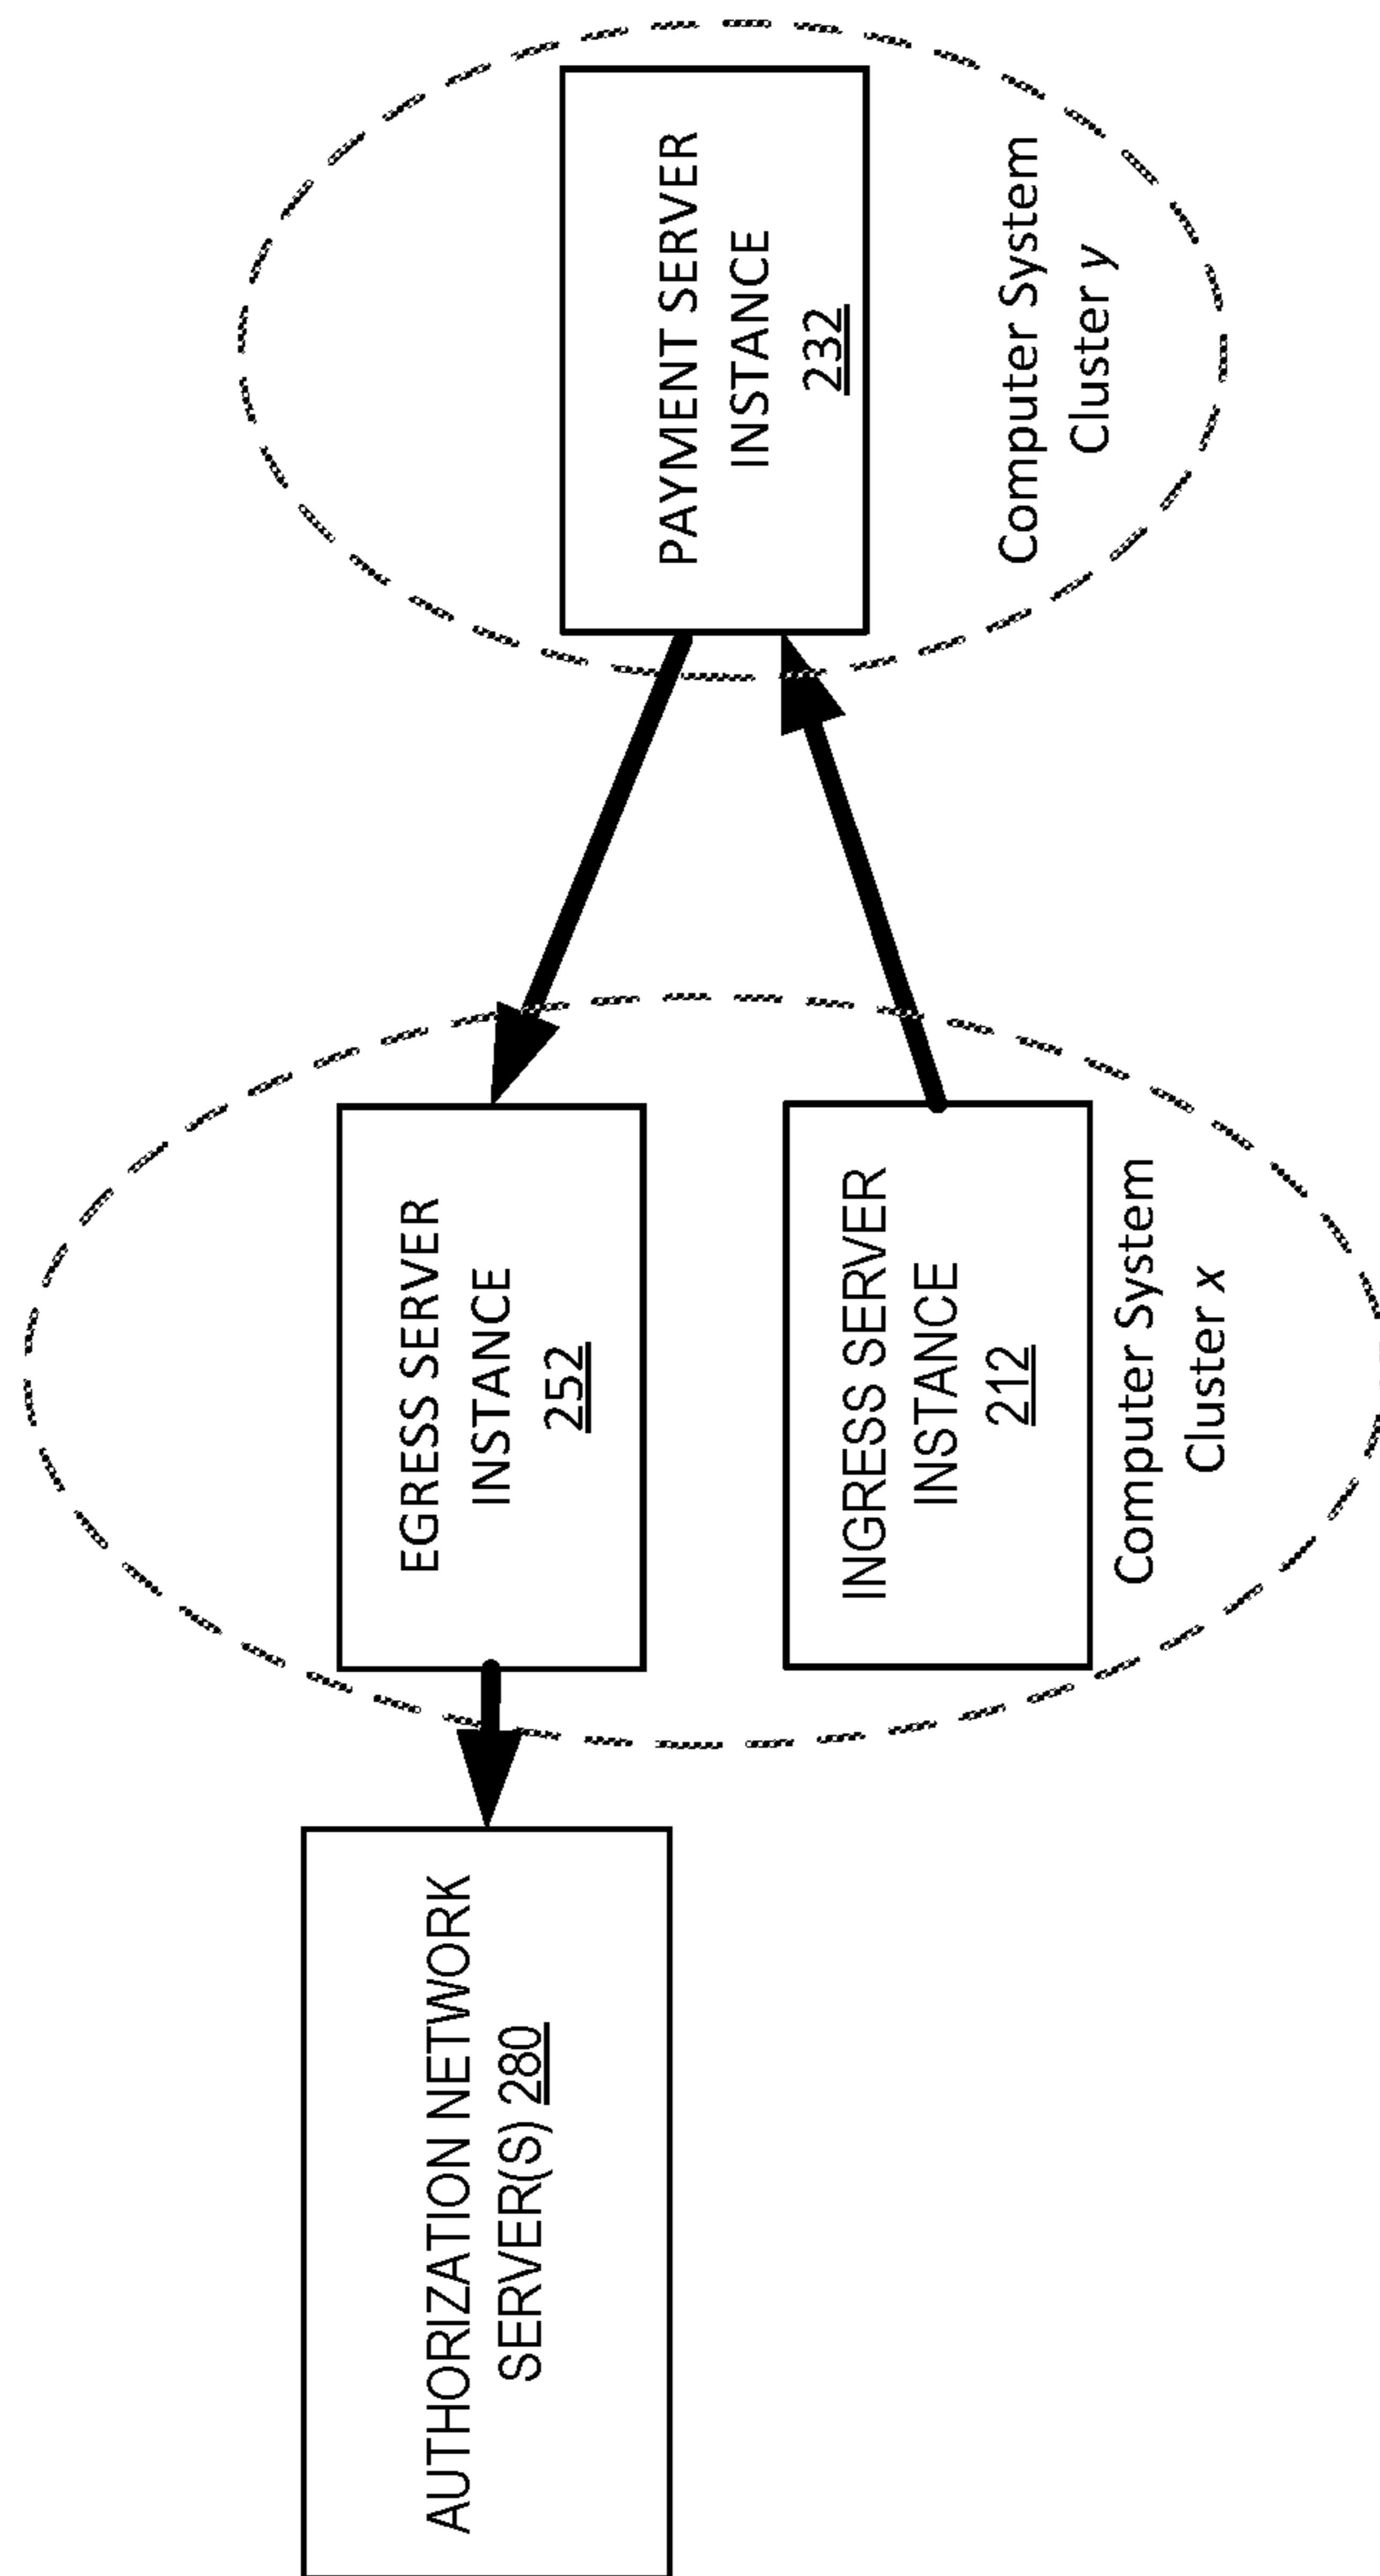 AUTHORIZATION NETWORK
SERVER(S) 280
EGRESS SERVER
INSTANCE
252
INGRESS SERVER
INSTANCE
212
Computer System
Cluster x
PAYMENT SERVER
INSTANCE
232
Computer System
Cluster y